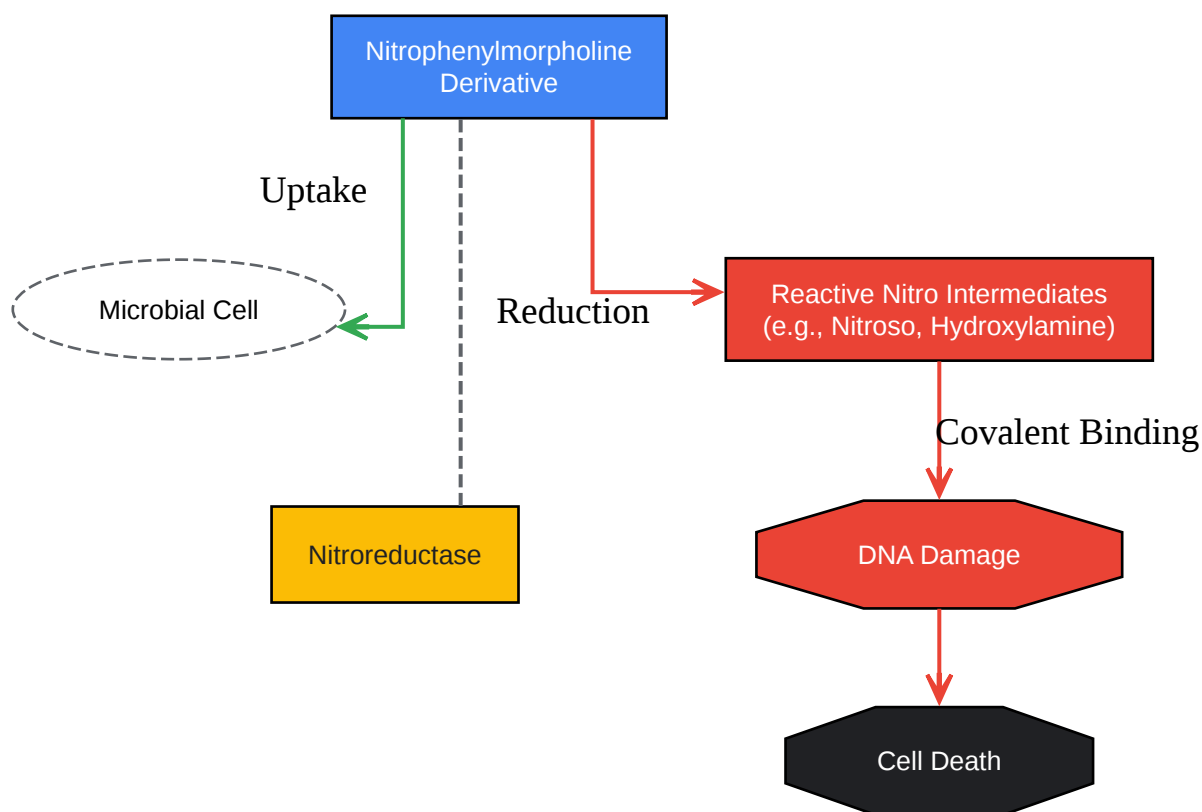 Nitrophenylmorpholine
Derivative
Uptake
Microbial Cell
Reduction
Reactive Nitro Intermediates
(e.g., Nitroso, Hydroxylamine)
Covalent Binding
Nitroreductase
DNA Damage
Cell Death